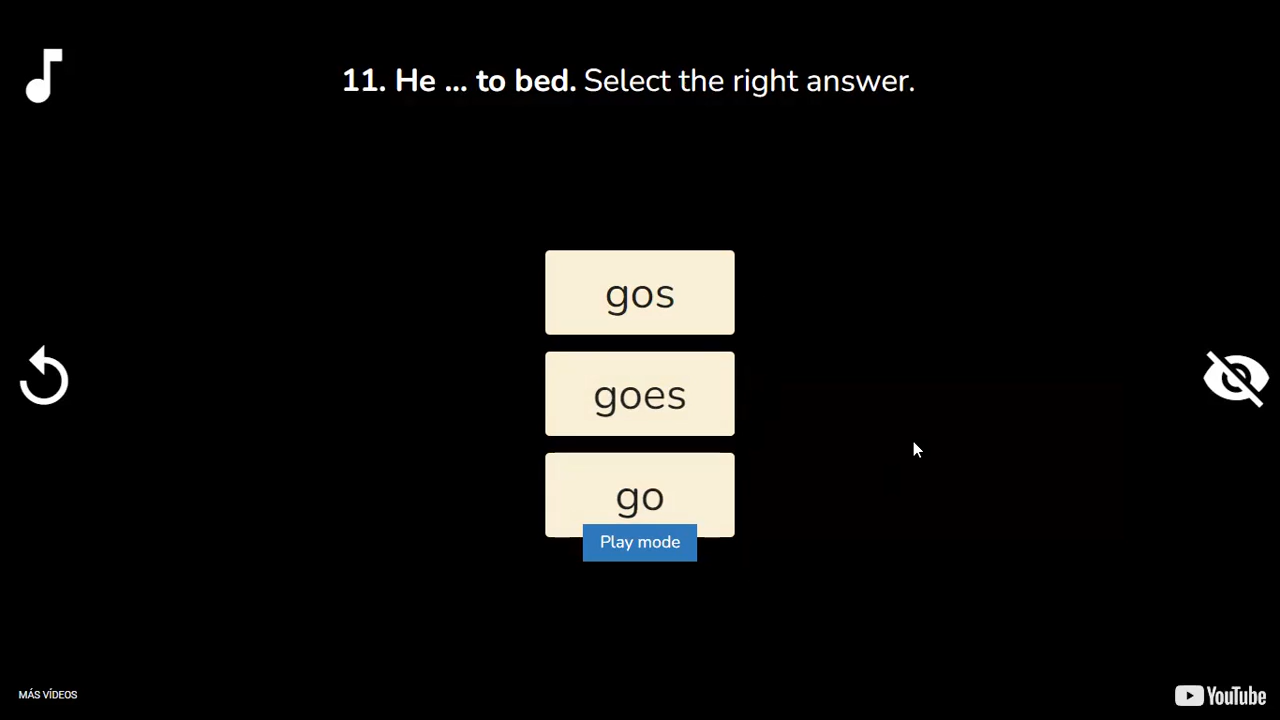 11. He ... to bed. Select the right answer.
gos
goes
go
Play mode
MÁS VÍDEOS
YouTube